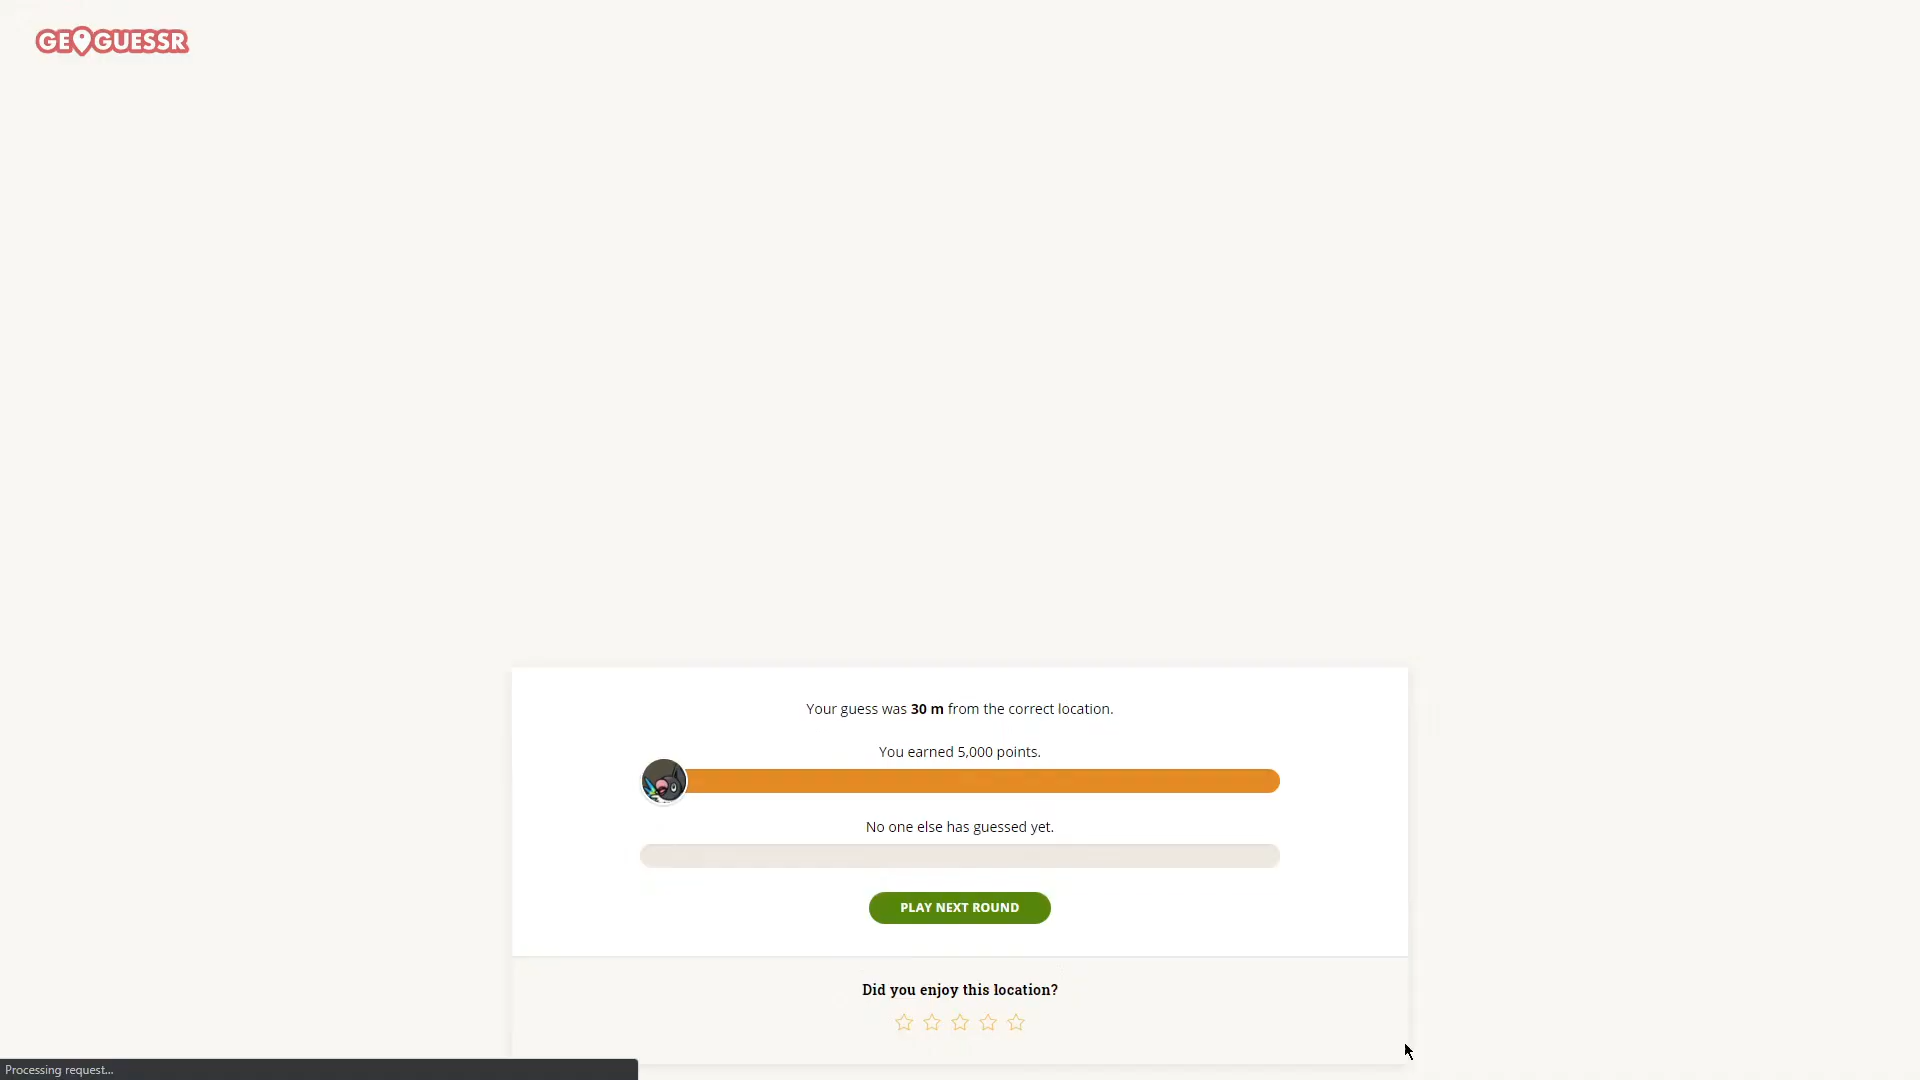 GEOGUESSR
Your guess was 30 m from the correct location.
You earned 5,000 points.
No one else has guessed yet.
PLAY NEXT ROUND
Did you enjoy this location?
Processing request...